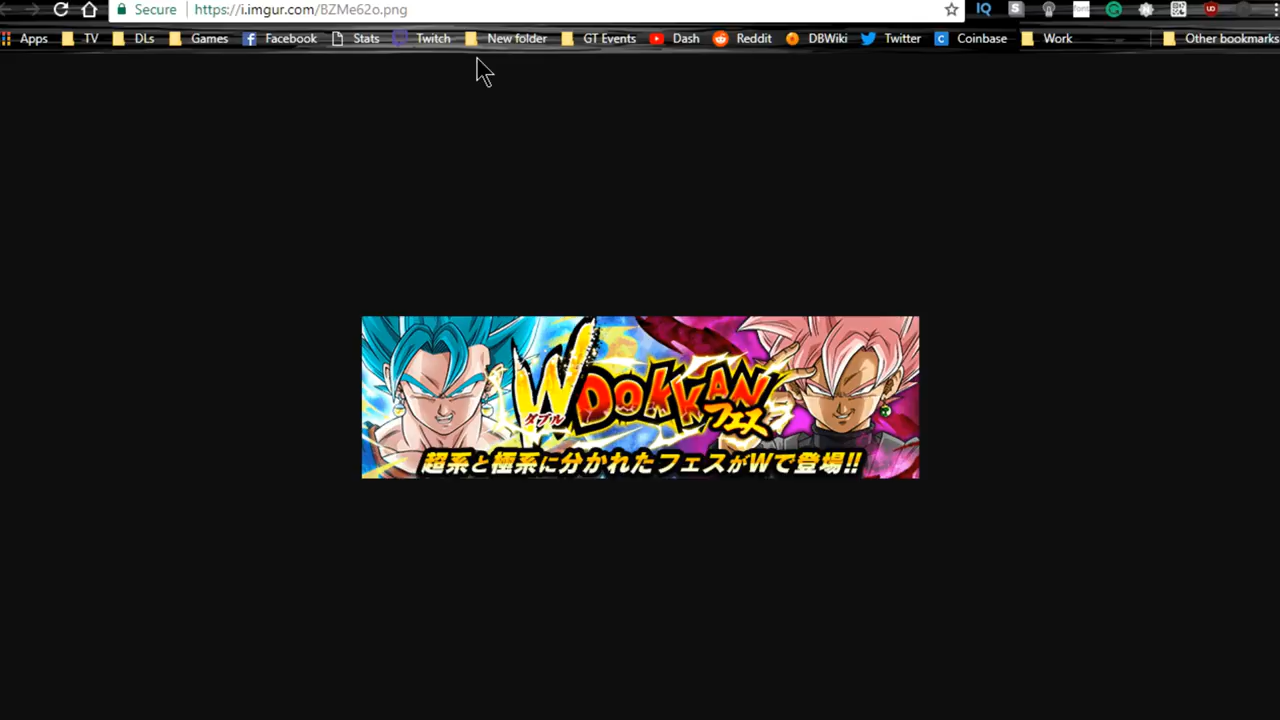 Secure https://i.imgur.com/BZMe62o.png IQ S font UD
Apps TV DLs Games Facebook Stats Twitch New folder GT Events Dash Reddit DBWiki Twitter C Coinbase Work Other bookmarks
W DOKKAN
ダブル フェス
超系と極系に分かれたフェスがWで登場!!